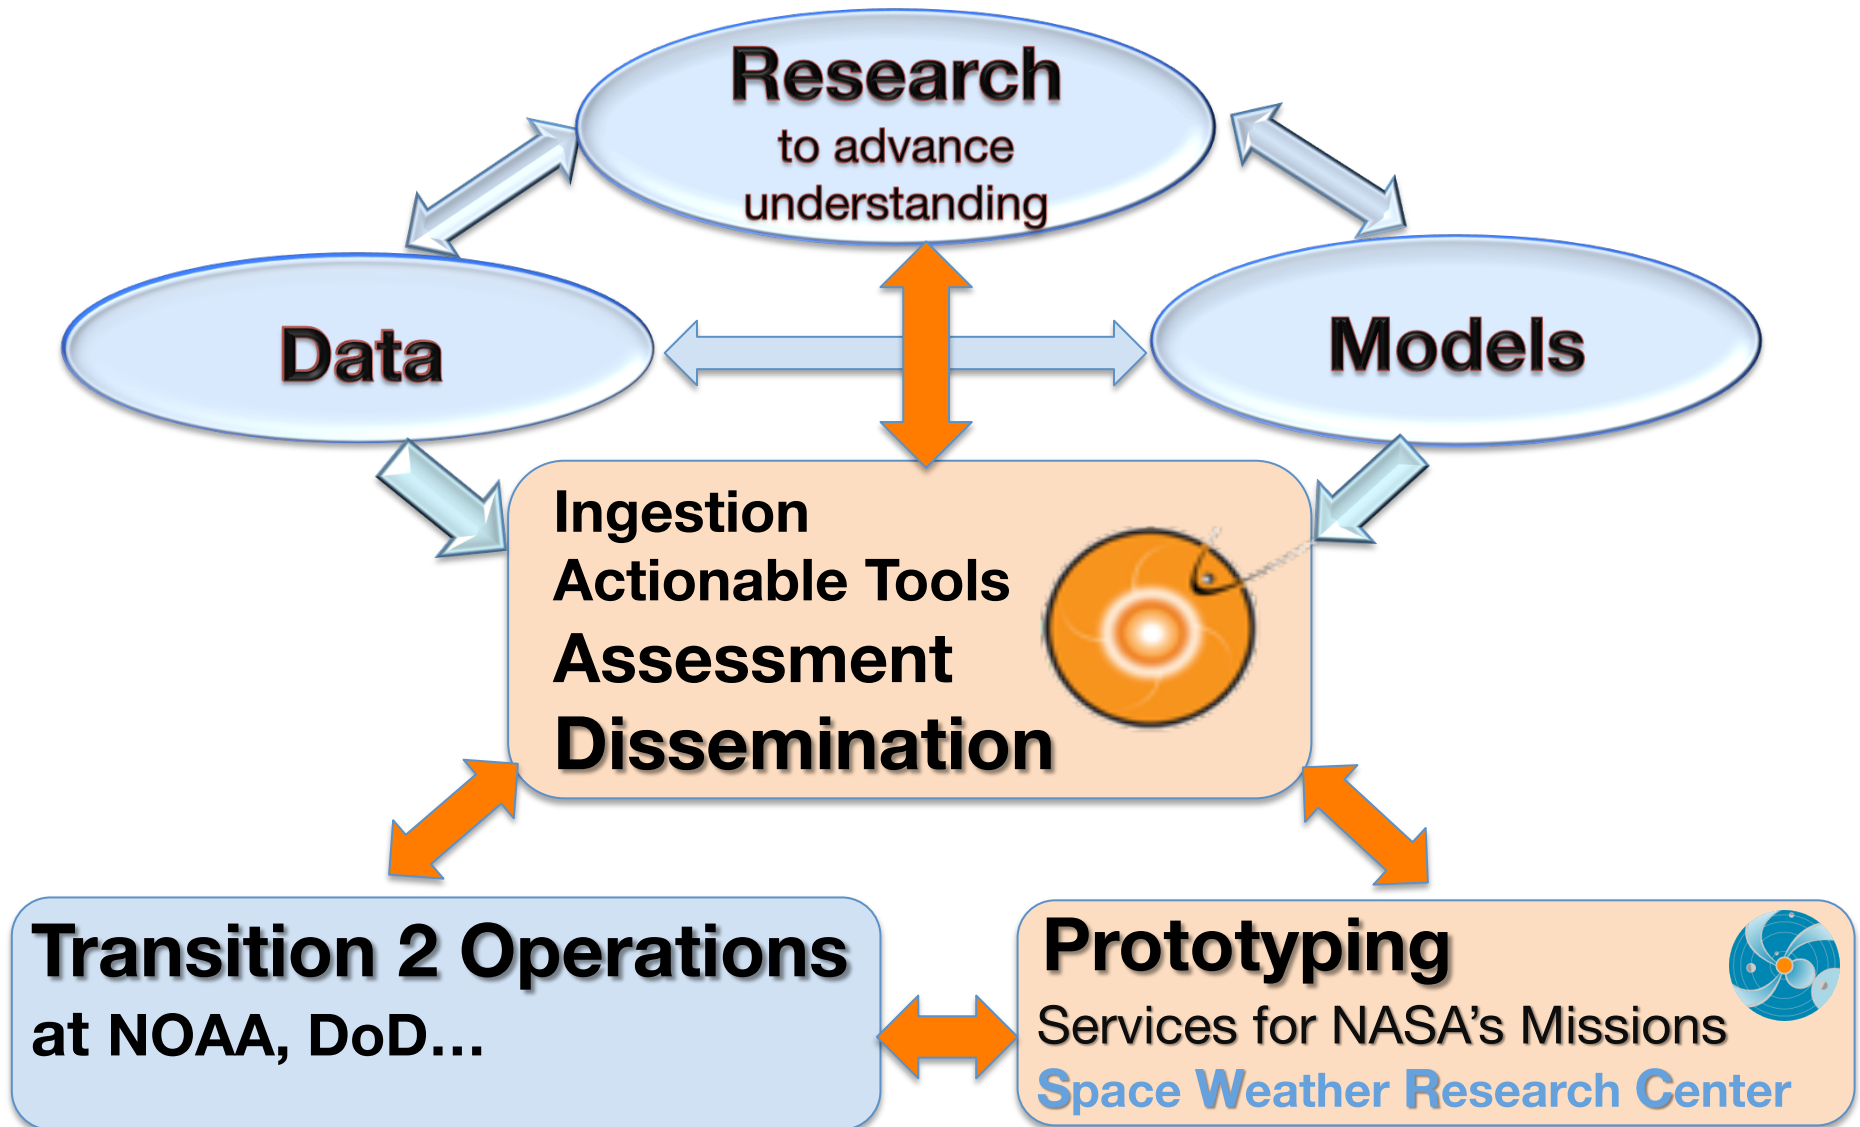 Research
to advance
understanding
Data
Models
Ingestion
Actionable Tools
Assessment
Dissemination
Transition 2 Operations
at NOAA, DoD...
Prototyping
Services for NASA's Missions
Space Weather Research Center